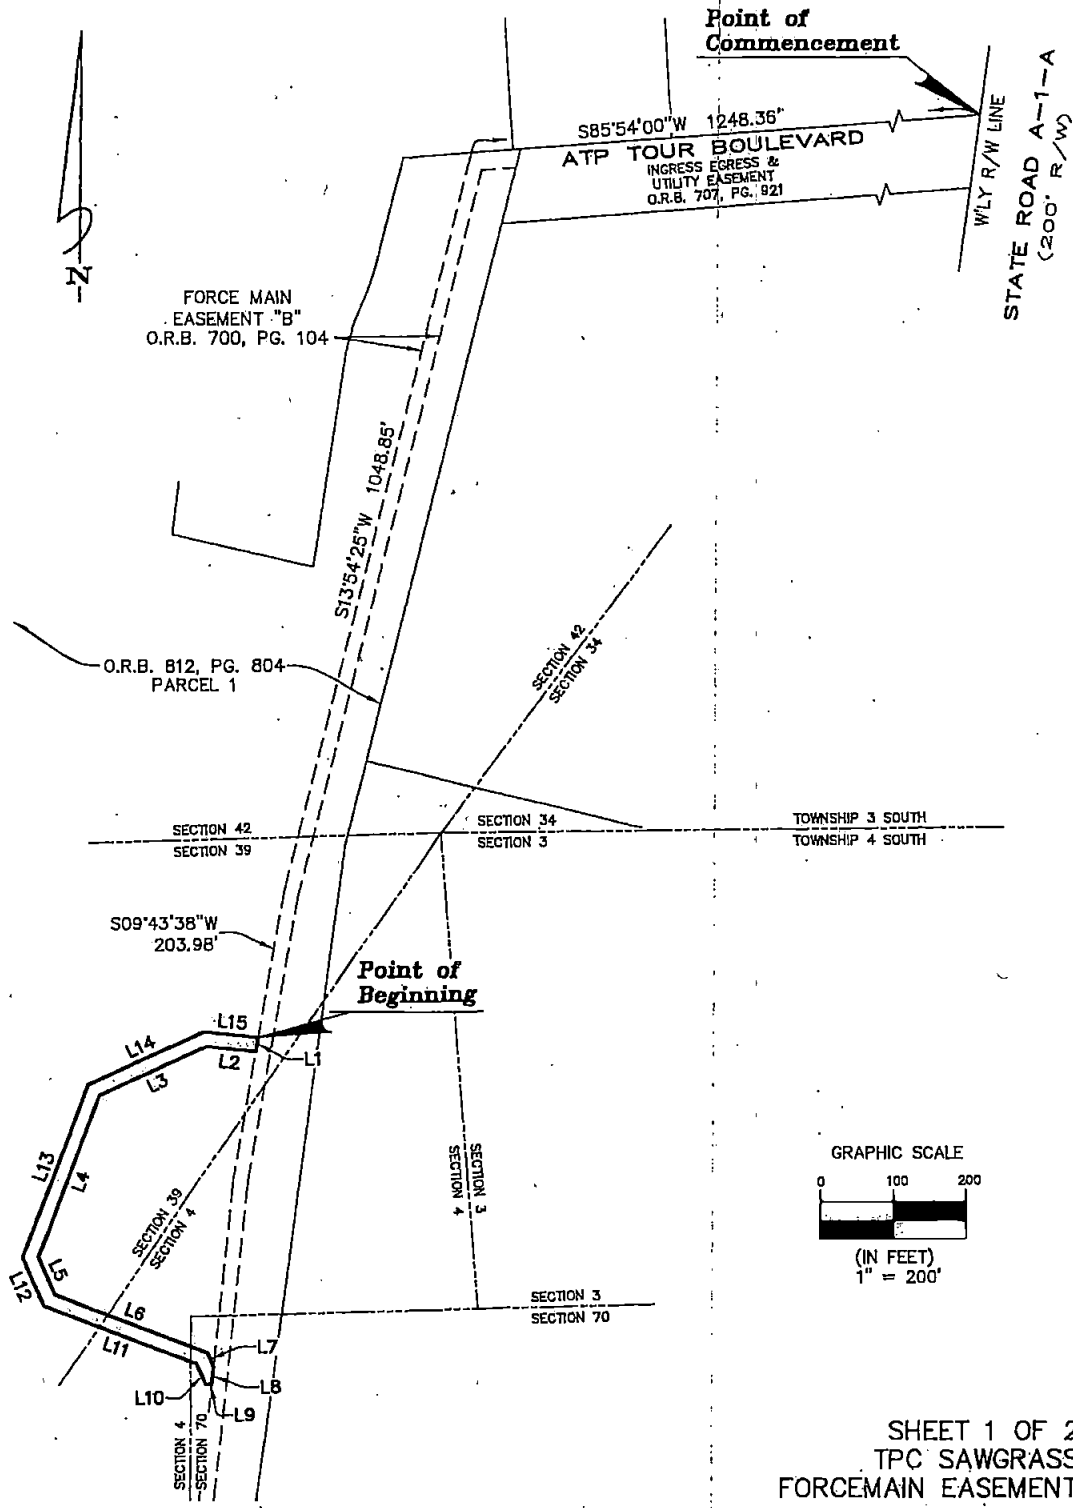 Point of
Commencement
S85°54'00"W 1248.36"
ATP TOUR BOULEVARD
INGRESS EGRESS &
UTILITY EASEMENT
O.R.B. 707, PG. 921
W'LY R/W LINE
STATE ROAD A-1-A
(200' R/W)
N
FORCE MAIN
EASEMENT "B"
O.R.B. 700, PG. 104
S13°54'25"W 1048.85'
O.R.B. 812, PG. 804
PARCEL 1
SECTION 42
SECTION 34
SECTION 42
SECTION 39
SECTION 34
SECTION 3
TOWNSHIP 3 SOUTH
TOWNSHIP 4 SOUTH
S09°43'38"W
203.98'
Point of
Beginning
L15
L1
L2
L14
L3
L13
L4
SECTION 39
SECTION 4
SECTION 3
SECTION 4
GRAPHIC SCALE
0 100 200
(IN FEET)
1" = 200'
L5
L12
L6
L11
SECTION 3
SECTION 70
L7
L8
L10
L9
SECTION 4
SECTION 70
SHEET 1 OF 2
TPC SAWGRASS
FORCEMAIN EASEMENT